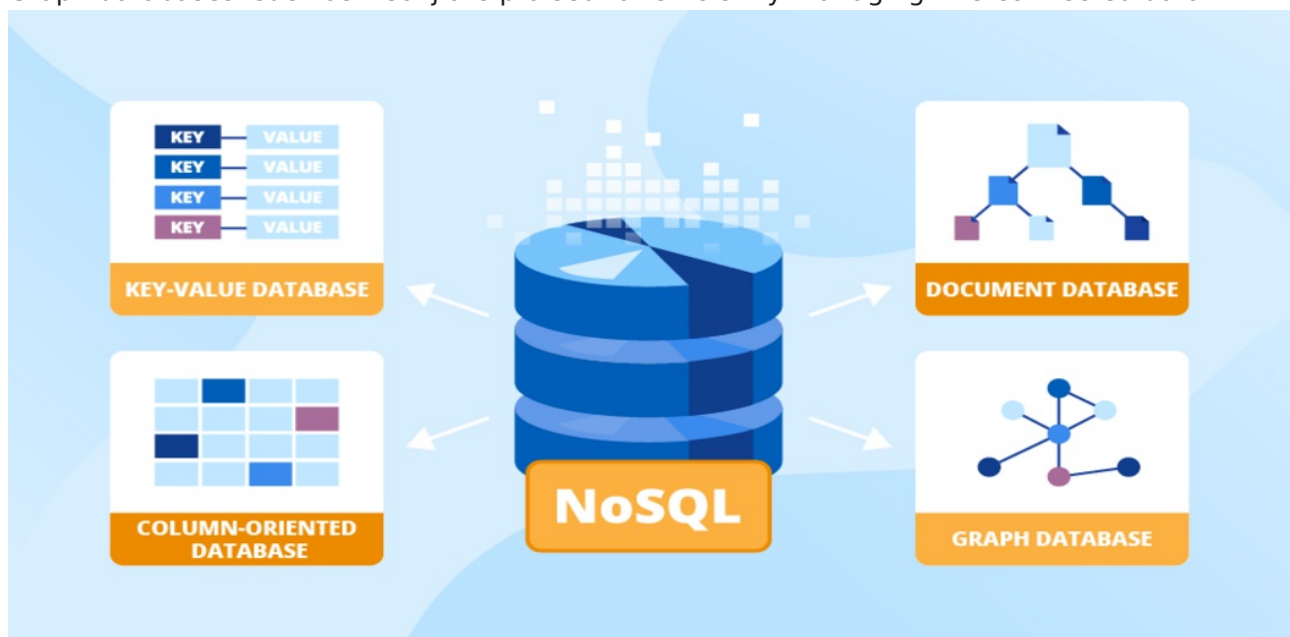 KEY VALUE
KEY VALUE
KEY VALUE
KEY VALUE
KEY-VALUE DATABASE
DOCUMENT DATABASE
COLUMN-ORIENTED
DATABASE
NoSQL
GRAPH DATABASE